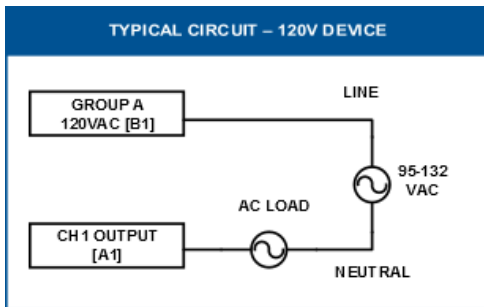 TYPICAL CIRCUIT – 120V DEVICE
LINE
GROUP A
120VAC [B1]
95-132
VAC
AC LOAD
CH1 OUTPUT
[A1]
NEUTRAL